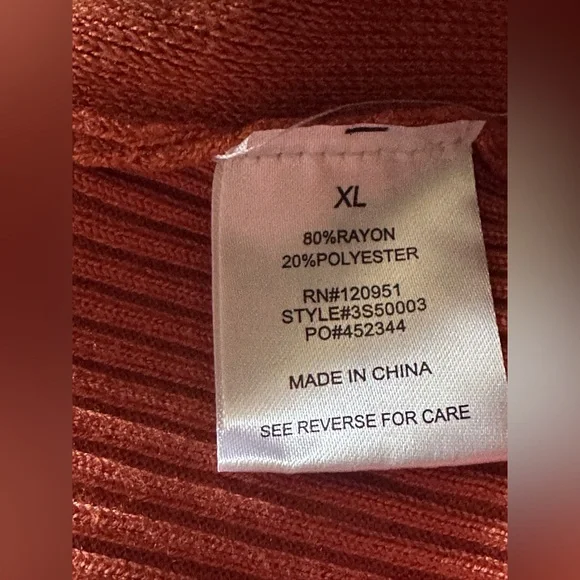 XL
80%RAYON
20%POLYESTER
RN#120951
STYLE#3S50003
PO#452344
MADE IN CHINA
SEE REVERSE FOR CARE